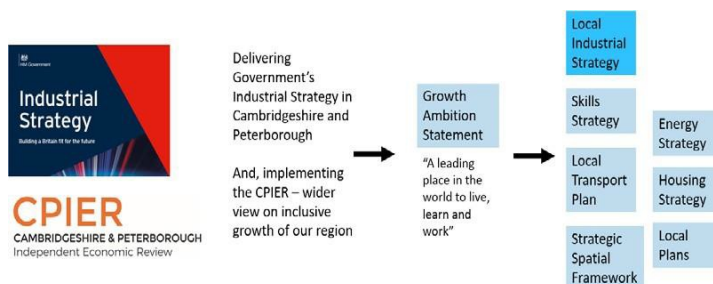 HM Government
Industrial
Strategy
Building a Britain fit for the future
CPIER
CAMBRIDGESHIRE & PETERBOROUGH
Independent Economic Review
Delivering
Government's
Industrial Strategy in
Cambridgeshire and
Peterborough
And, implementing
the CPIER – wider
view on inclusive
growth of our region
Growth
Ambition
Statement
"A leading
place in the
world to live,
learn and
work"
Local
Industrial
Strategy
Skills
Strategy
Local
Transport
Plan
Strategic
Spatial
Framework
Energy
Strategy
Housing
Strategy
Local
Plans